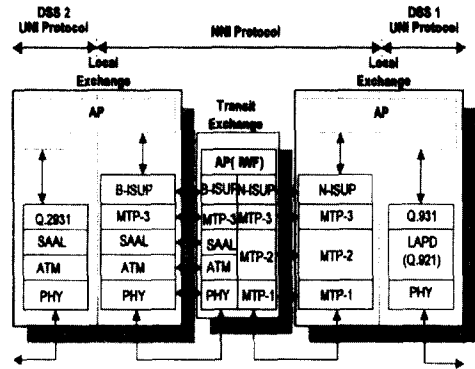 DSS 2
UNI Protocol
NNI Protocol
DSS 1
UNI Protocol
Local
Exchange
Local
Exchange
AP
Transit
Exchange
AP
AP( IWF)
B-ISUP
B-ISUP
N-ISUP
N-ISUP
Q.2931
MTP-3
MTP-3
MTP-3
MTP-3
Q.931
SAAL
SAAL
SAAL
MTP-2
MTP-2
LAPD
(Q.921)
ATM
ATM
ATM
PHY
PHY
PHY
MTP-1
MTP-1
PHY